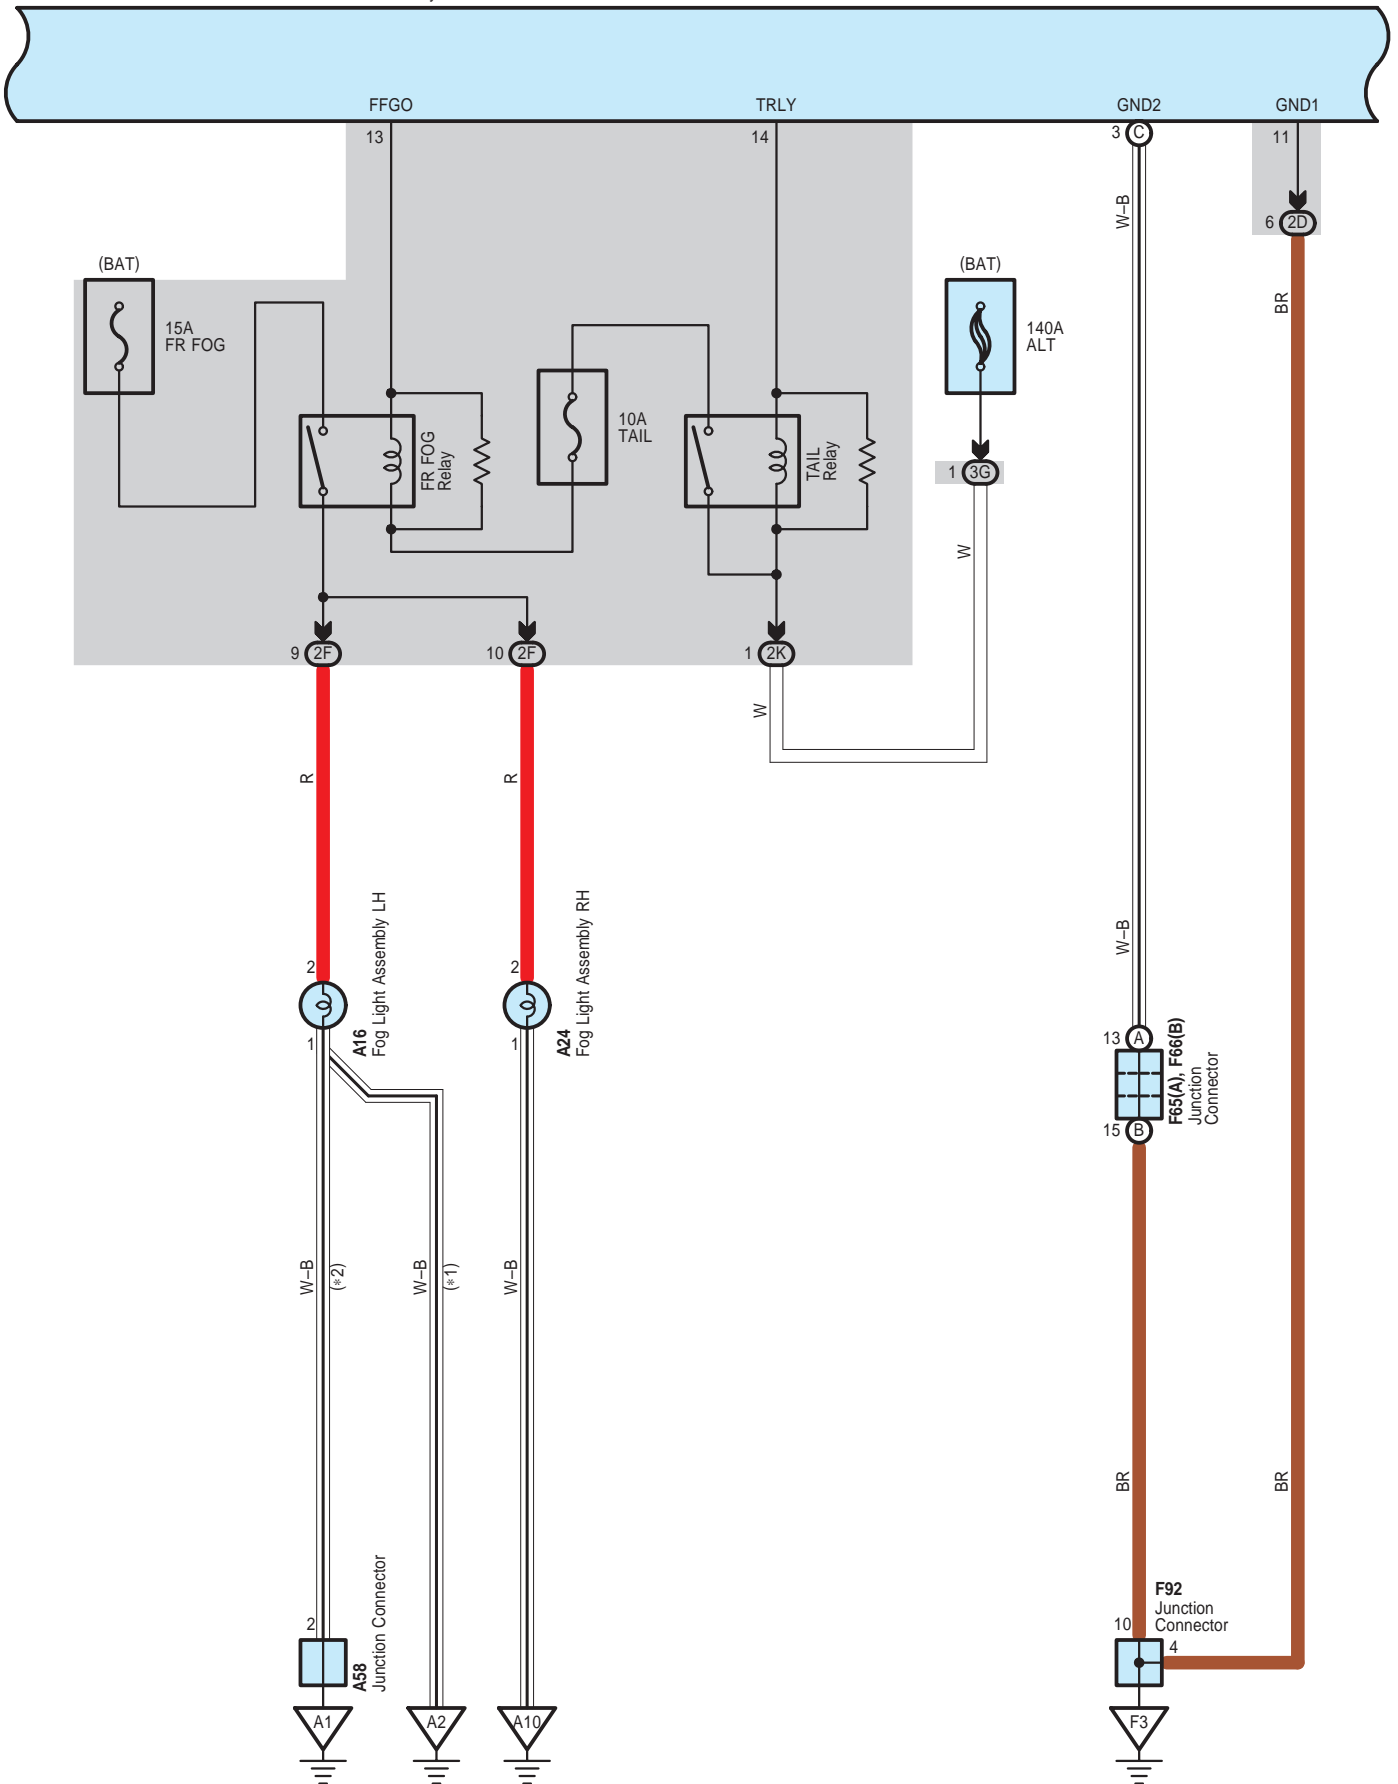 FFGO
TRLY
GND2
GND1
13
14
3 C
11
W–B
6 2D
(BAT)
(BAT)
BR
15A
FR FOG
140A
ALT
10A
TAIL
FR FOG
Relay
TAIL
Relay
1 3G
W
9 2F
10 2F
1 2K
W
R
R
W–B
2
A16
Fog Light Assembly LH
1
2
A24
Fog Light Assembly RH
1
13 A
F65(A), F66(B)
Junction
Connector
15 B
W–B
(*2)
W–B
(*1)
W–B
BR
BR
2
A58
Junction Connector
F92
Junction
Connector
10
4
A1
A2
A10
F3